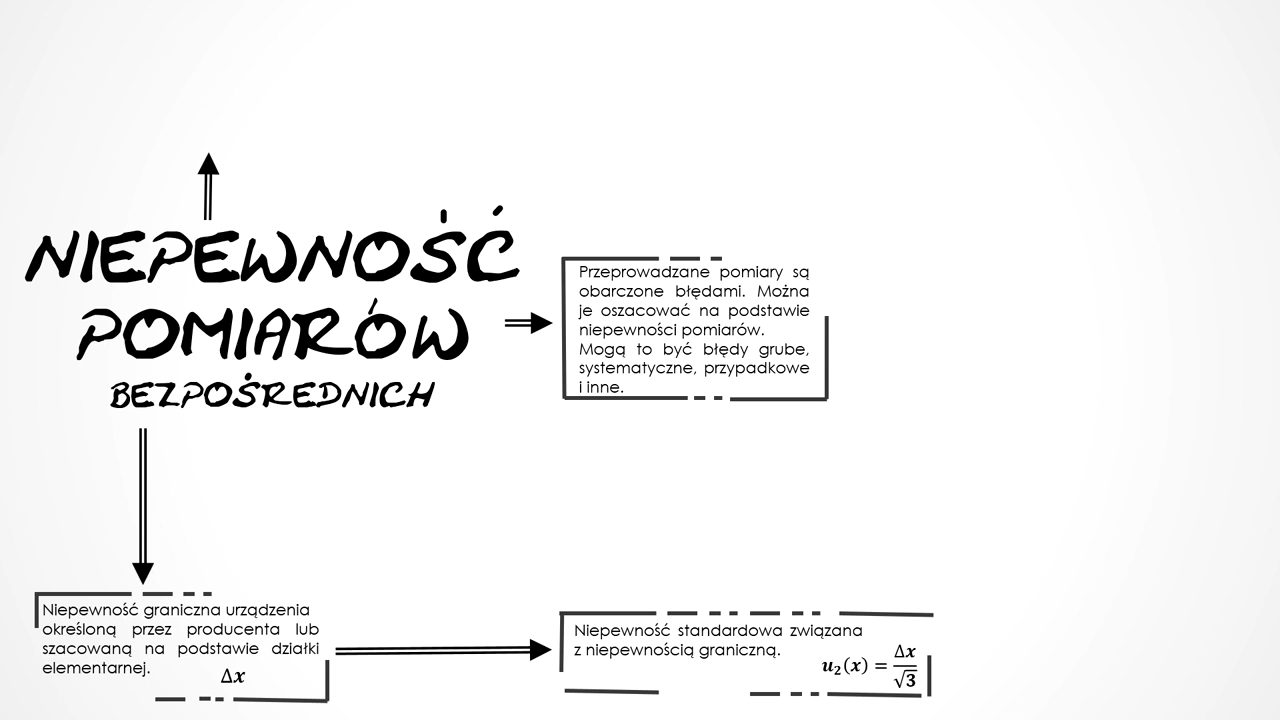 NIEPEWNOŚĆ
POMIARÓW
BEZPOŚREDNICH
Przeprowadzane pomiary są
obarczone błędami. Można
je oszacować na podstawie
niepewności pomiarów.
Mogą to być błędy grube,
systematyczne, przypadkowe
i inne.
Niepewność graniczna urządzenia
określoną przez producenta lub
szacowaną na podstawie działki
elementarnej.
Δx
Niepewność standardowa związana
z niepewnością graniczną.
u₂(x) = Δx/√3